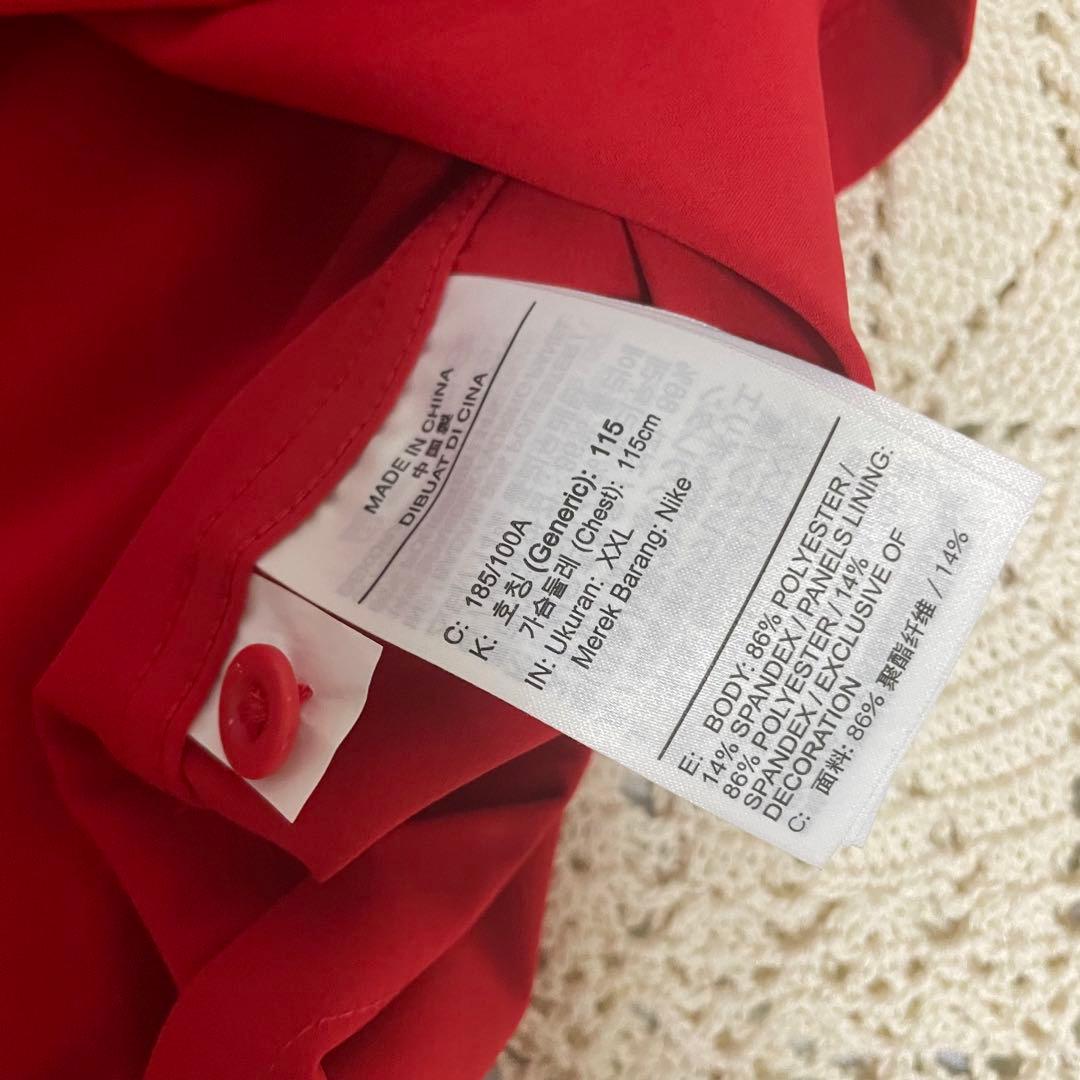 MADE IN CHINA
中国製
DIBUAT DI CINA
C: 185/100A
K: 호칭 (Generic): 115
가슴둘레 (Chest): 115cm
IN: Ukuran: XXL
Merek Barang: Nike
E: BODY: 86% POLYESTER /
14% SPANDEX / PANELS LINING:
86% POLYESTER / 14%
SPANDEX / EXCLUSIVE OF
DECORATION
C: 面料: 86% 聚酯纤维 / 14%